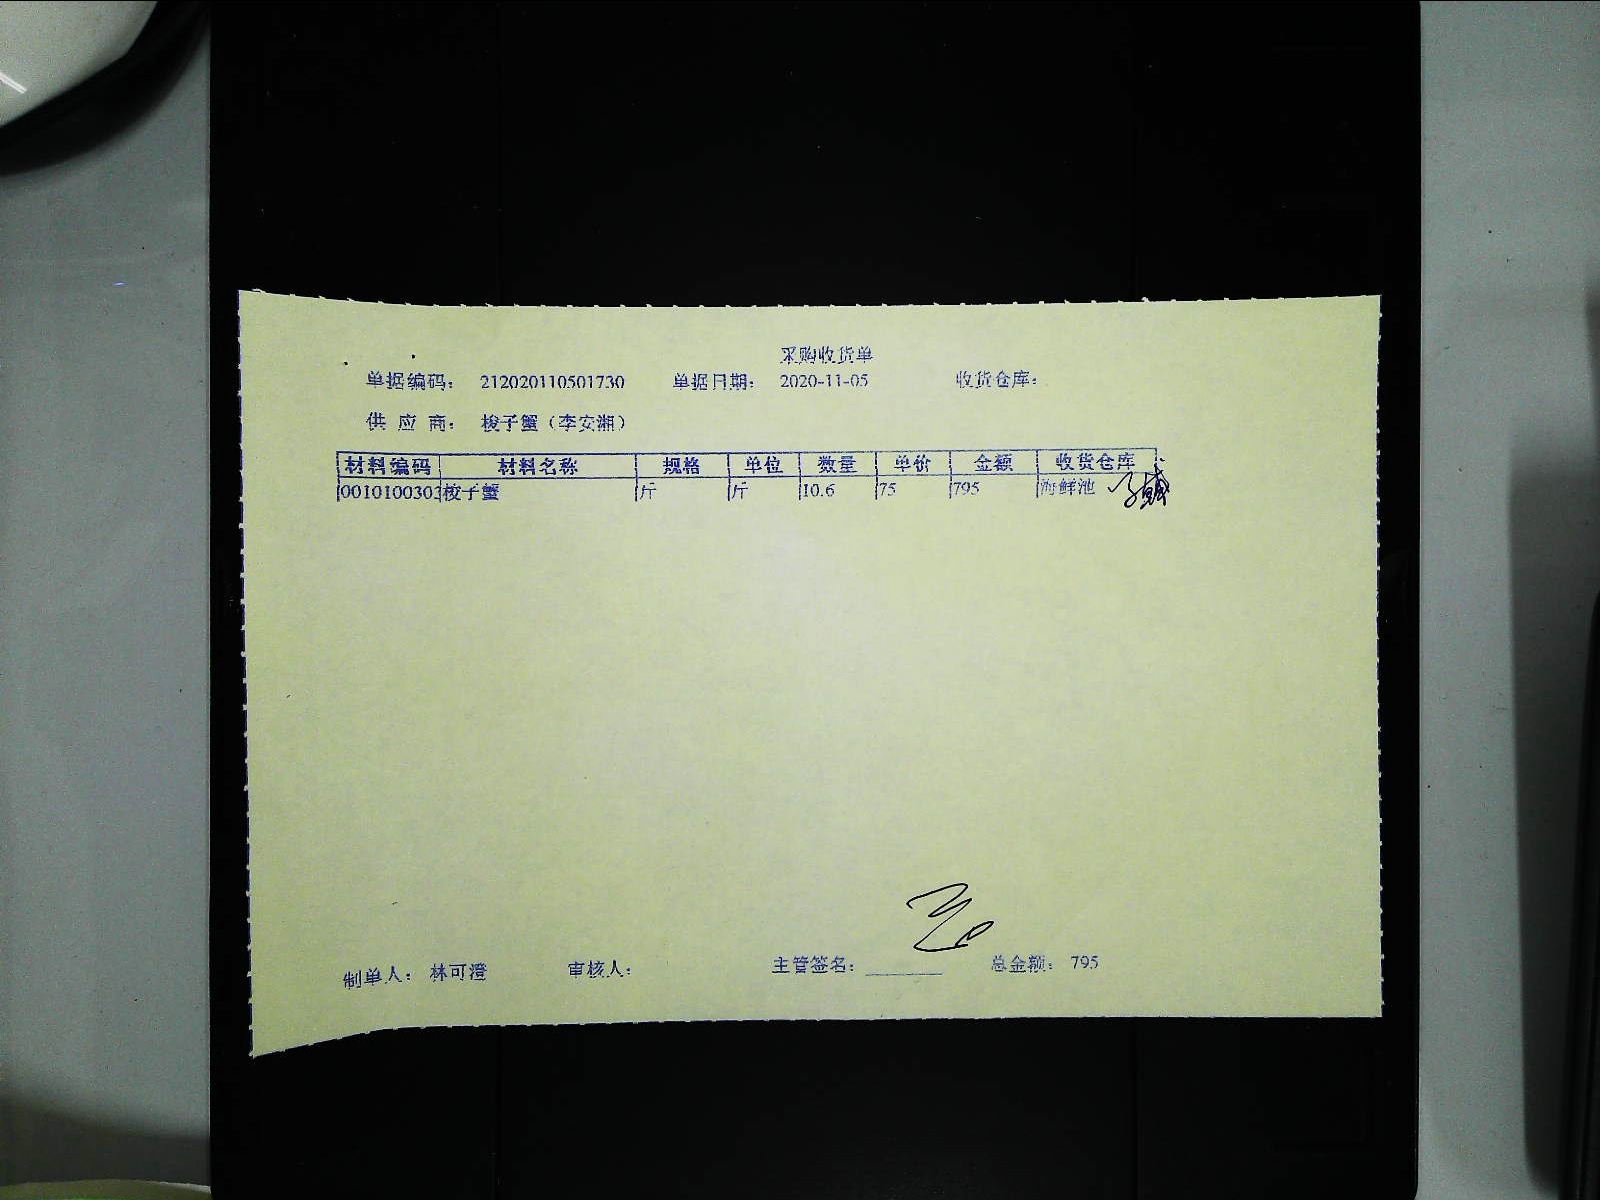 采购收货单
单据编码： 212020110501730 单据日期： 2020-11-05 收货仓库：
供 应 商： 梭子蟹（李安湘）
材料编码 材料名称 规格 单位 数量 单价 金额 收货仓库
0010100303 梭子蟹 斤 斤 10.6 75 795 海鲜池
制单人： 林可澄 审核人： 主管签名： ________ 总金额： 795